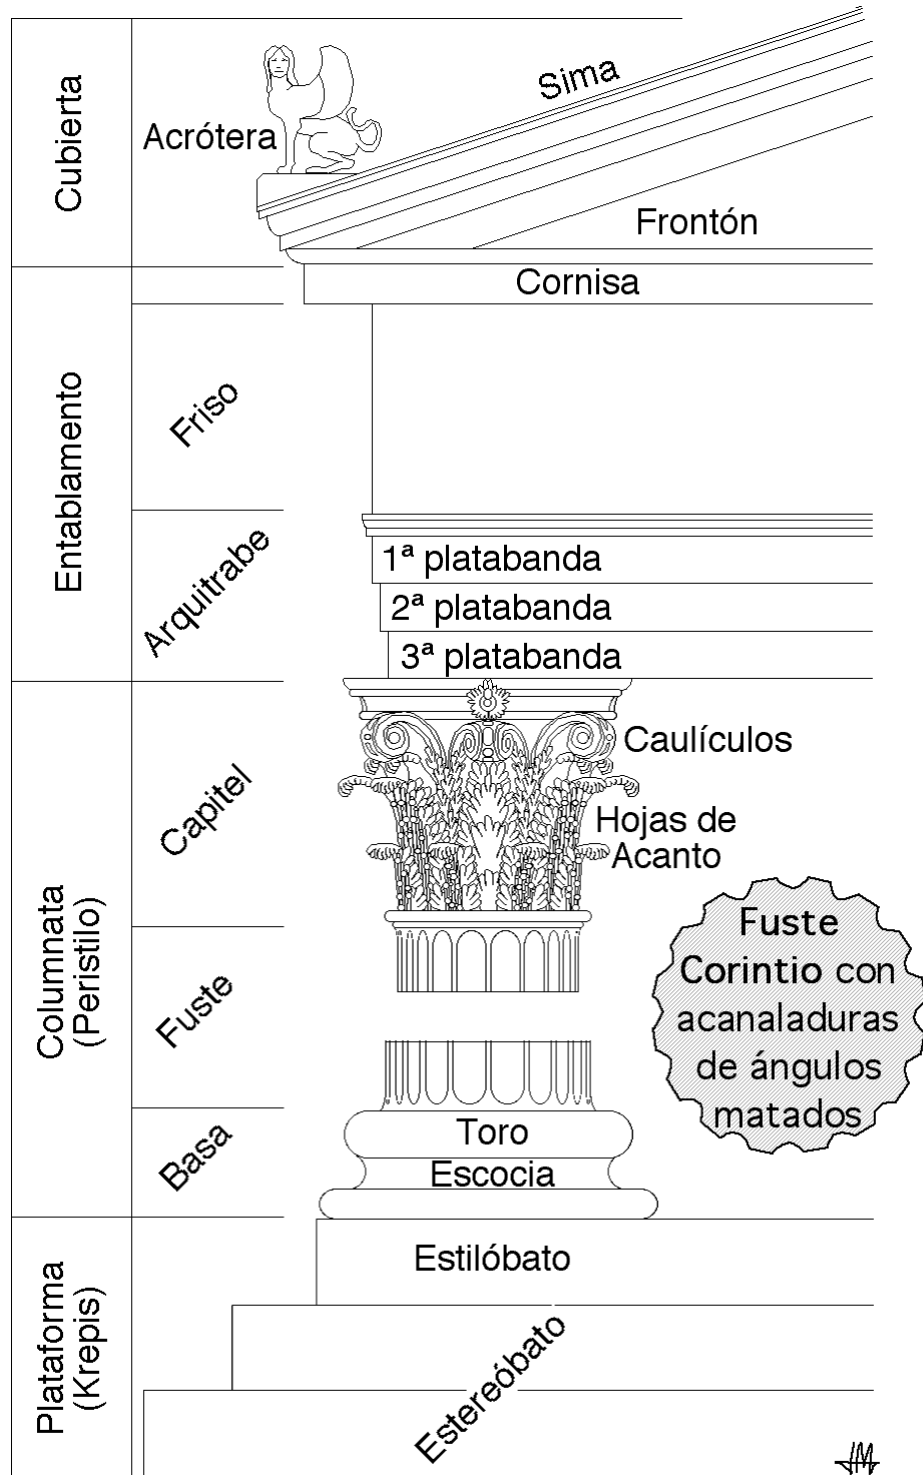 Cubierta
Acrótera
Sima
Frontón
Entablamento
Cornisa
Friso
Arquitrabe
1ª platabanda
2ª platabanda
3ª platabanda
Columnata
(Peristilo)
Capitel
Caulículos
Hojas de
Acanto
Fuste
Fuste
Corintio con
acanaladuras
de ángulos
matados
Basa
Toro
Escocia
Plataforma
(Krepis)
Estilóbato
Estereóbato